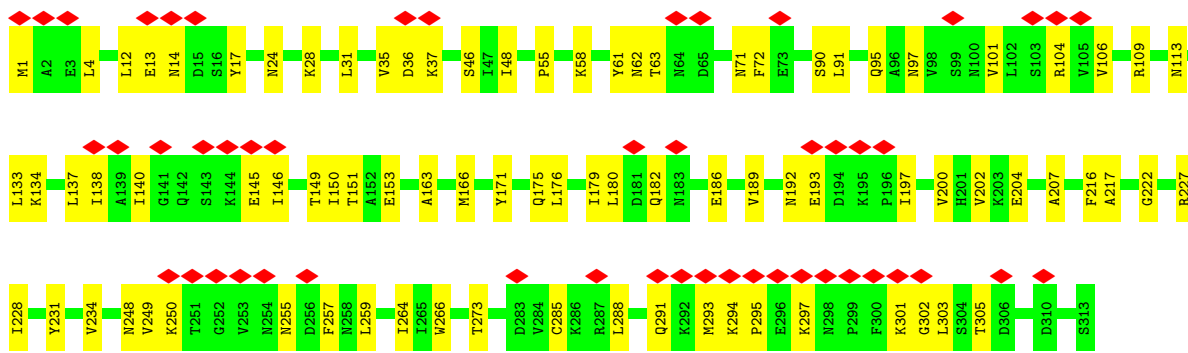 M1 A2 E3 L4 L12 E13 N14 D15 S16 Y17 N24 K28 L31 V35 D36 K37 S46 I47 I48 P55 K58 Y61 N62 T63 N64 D65 N71 F72 E73 S90 L91 Q95 A96 N97 V98 S99 N100 V101 L102 S103 R104 V105 V106 R109 N113
L133 K134 L137 I138 A139 I140 G141 Q142 S143 K144 E145 I146 T149 I150 T151 A152 E153 A163 M166 Y171 Q175 L176 I179 L180 D181 Q182 N183 E186 V189 N192 E193 D194 K195 P196 I197 V200 H201 V202 K203 E204 A207 F216 A217 G222 R227
I228 Y231 V234 N248 V249 K250 T251 G252 V253 N254 N255 D256 F257 N258 L259 I264 I265 W266 T273 D283 V284 C285 K286 R287 L288 Q291 K292 M293 K294 P295 E296 K297 N298 P299 F300 K301 G302 L303 S304 T305 D306 D310 S313